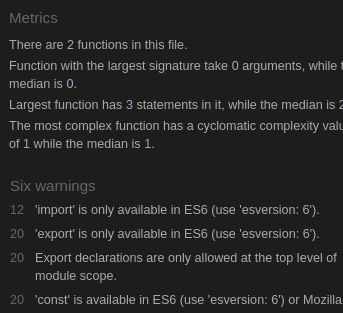 Metrics
There are 2 functions in this file.
Function with the largest signature take 0 arguments, while
median is 0.
Largest function has 3 statements in it, while the median is 2
The most complex function has a cyclomatic complexity
of 1 while the median is 1.
Six warnings
12 'import' is only available in ES6 (use 'esversion: 6').
20 'export' is only available in ES6 (use 'esversion: 6').
20 Export declarations are only allowed at the top level of
module scope.
20 'const' is available in ES6 (use 'esversion: 6') or Mozilla